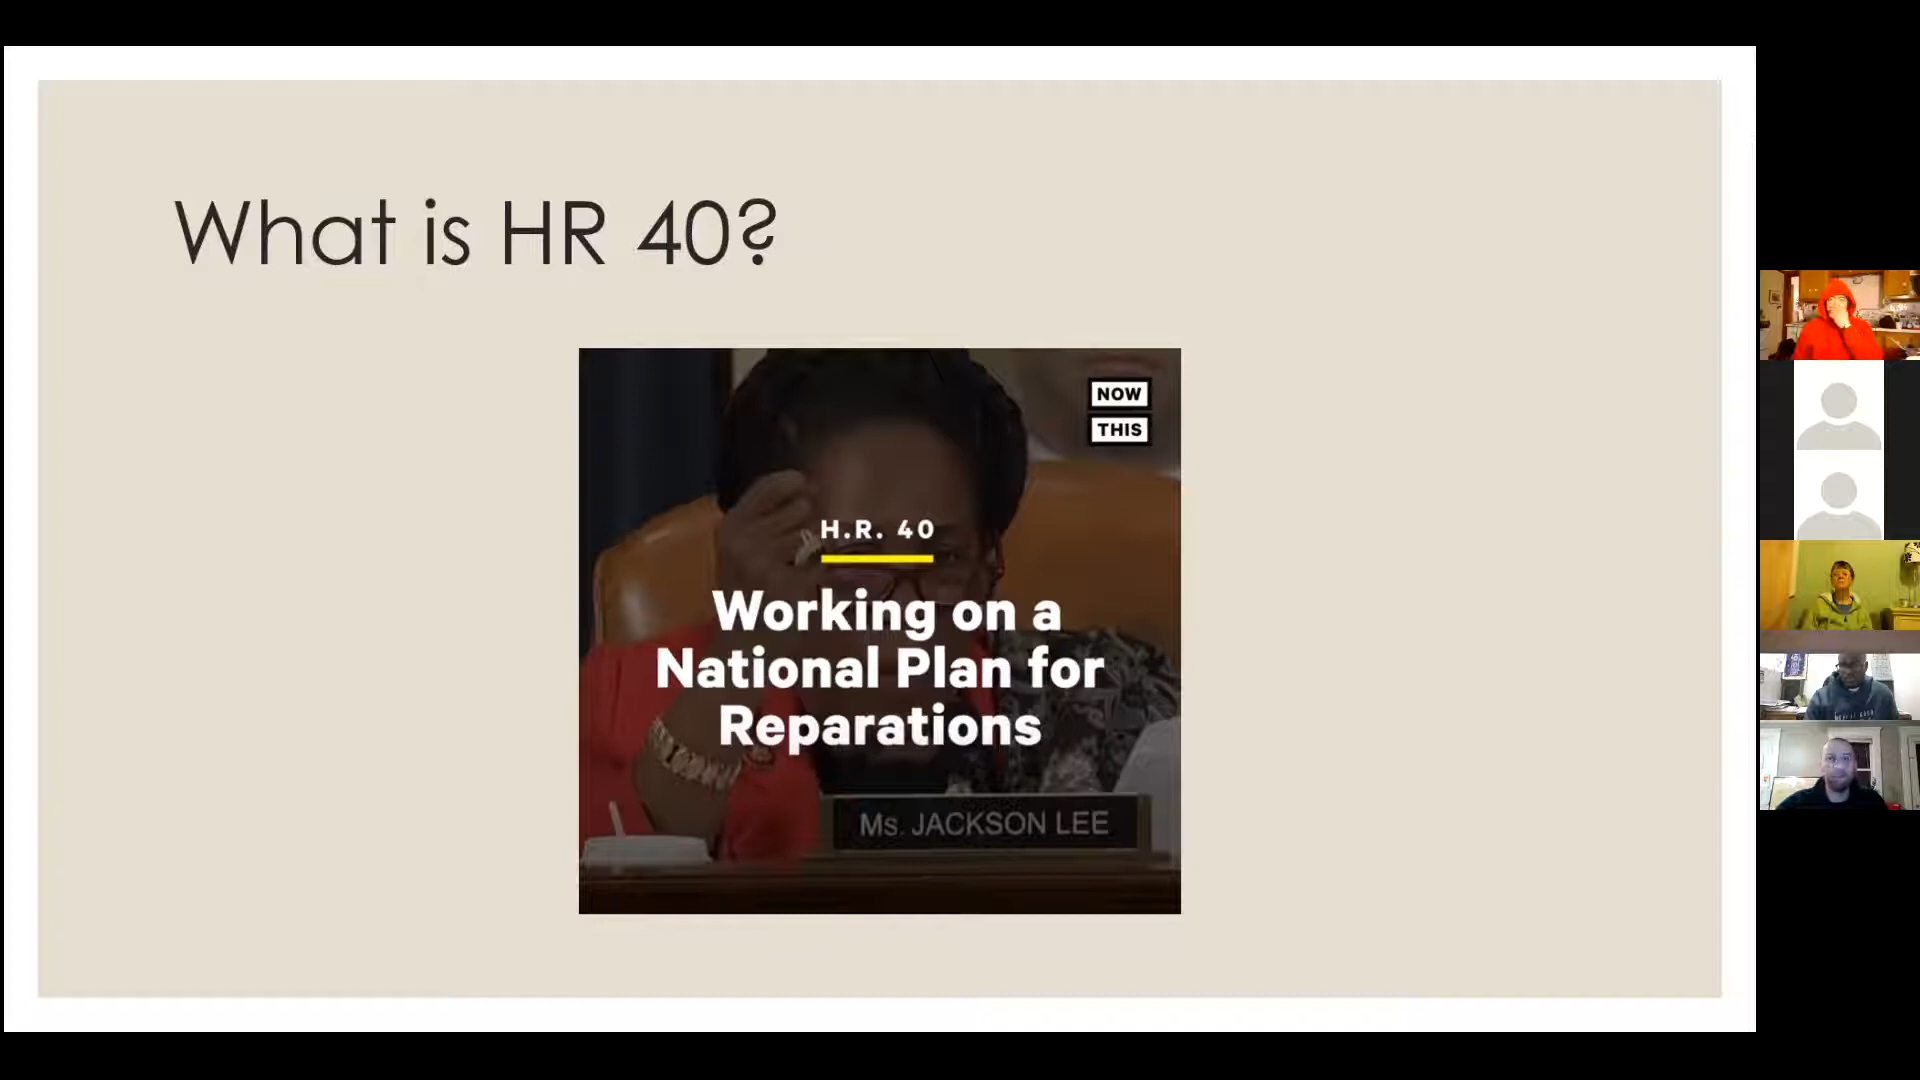 What is HR 40?
NOW
THIS
H.R. 40
Working on a
National Plan for
Reparations
Ms. JACKSON LEE